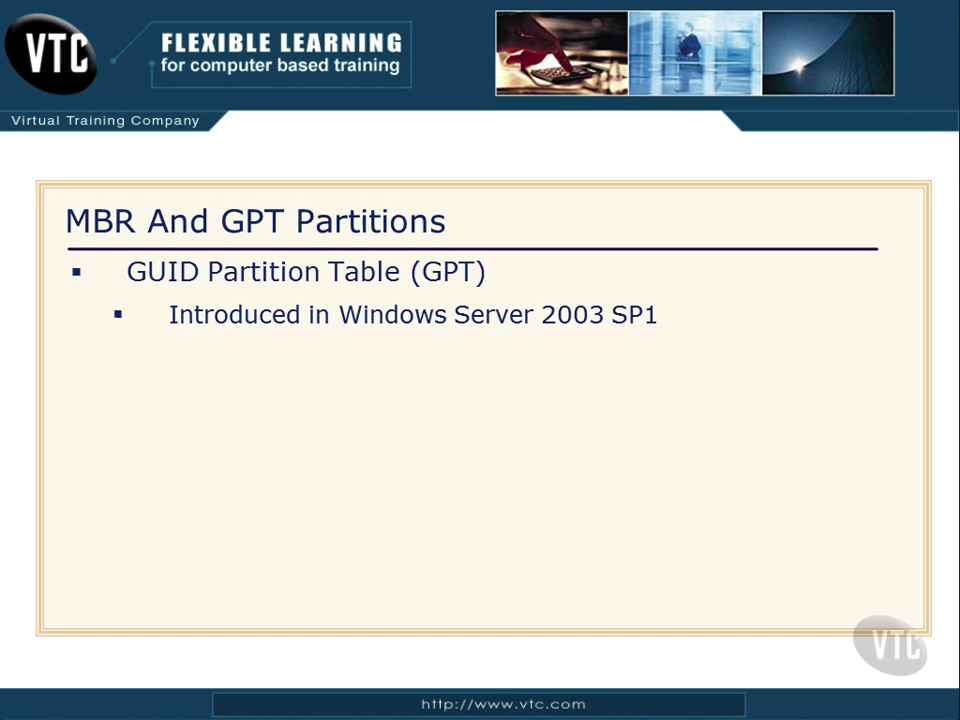 VTC
FLEXIBLE LEARNING
for computer based training
Virtual Training Company
MBR And GPT Partitions
▪ GUID Partition Table (GPT)
▪ Introduced in Windows Server 2003 SP1
VTC
http://www.vtc.com